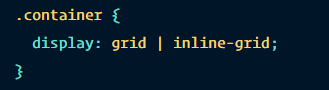 .container {
  display: grid | inline-grid;
}